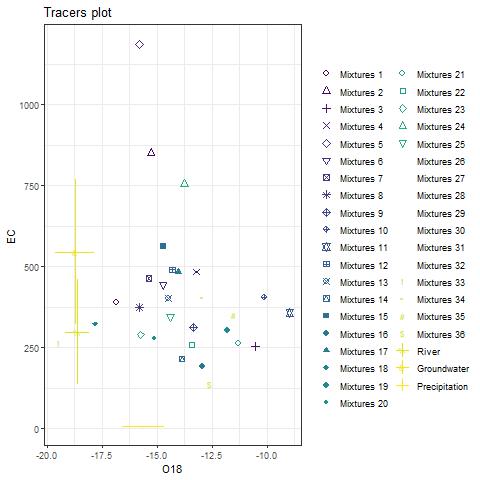 Tracers plot
1000
750
500
250
0
EC
-20.0 -17.5 -15.0 -12.5 -10.0
O18
Mixtures 1
Mixtures 2
Mixtures 3
Mixtures 4
Mixtures 5
Mixtures 6
Mixtures 7
Mixtures 8
Mixtures 9
Mixtures 10
Mixtures 11
Mixtures 12
Mixtures 13
Mixtures 14
Mixtures 15
Mixtures 16
Mixtures 17
Mixtures 18
Mixtures 19
Mixtures 20
Mixtures 21
Mixtures 22
Mixtures 23
Mixtures 24
Mixtures 25
Mixtures 26
Mixtures 27
Mixtures 28
Mixtures 29
Mixtures 30
Mixtures 31
Mixtures 32
! Mixtures 33
" Mixtures 34
# Mixtures 35
$ Mixtures 36
River
Groundwater
Precipitation